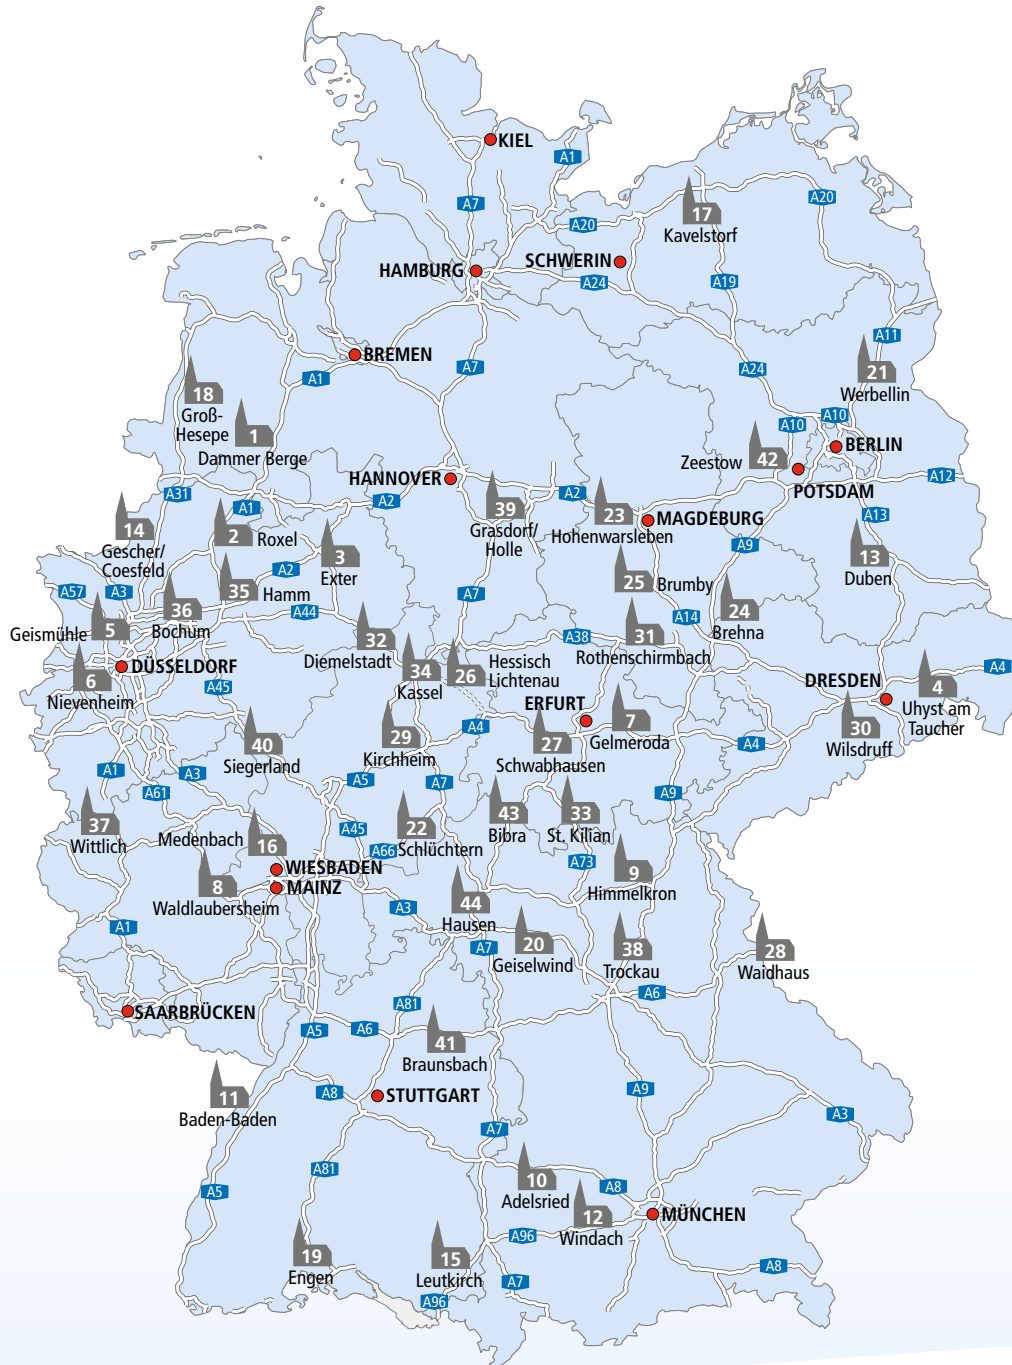 KIEL
A1
A7
A20
17
Kavelstorf
A20
HAMBURG
SCHWERIN
A24
A19
BREMEN
A1
A7
A24
A11
21
Werbellin
18
Groß-
Hesepe
1
Dammer Berge
A10
A10
BERLIN
Zeestow
42
POTSDAM
A12
HANNOVER
A31
A1
A2
39
Grasdorf/
Holle
A2
23
Hohenwarsleben
MAGDEBURG
A9
A13
14
Gescher/
Coesfeld
2
Roxel
3
Exter
A2
13
Duben
A57
A3
35
Hamm
A44
A7
25
Brumby
24
Brehna
A14
Geismühle
5
36
Bochum
32
Diemelstadt
A38
31
Rothenschirmbach
DÜSSELDORF
6
Nievenheim
A45
34
Kassel
26
Hessisch
Lichtenau
ERFURT
DRESDEN
4
Uhyst am
Taucher
A4
30
Wilsdruff
40
Siegerland
29
Kirchheim
A4
27
Schwabhausen
7
Gelmeroda
A4
A1
A3
A5
A7
A9
A61
37
Wittlich
Medenbach
16
A45
A66
22
Schlüchtern
43
Bibra
33
St. Kilian
A73
WIESBADEN
MAINZ
8
Waldlaubersheim
9
Himmelkron
A1
A3
44
Hausen
A7
20
Geiselwind
38
Trockau
28
Waidhaus
A6
SAARBRÜCKEN
A5
A6
A81
41
Braunsbach
11
Baden-Baden
A8
STUTTGART
A9
A3
A7
A81
A5
10
Adelsried
A8
12
Windach
MÜNCHEN
A96
19
Engen
15
Leutkirch
A7
A8
A96